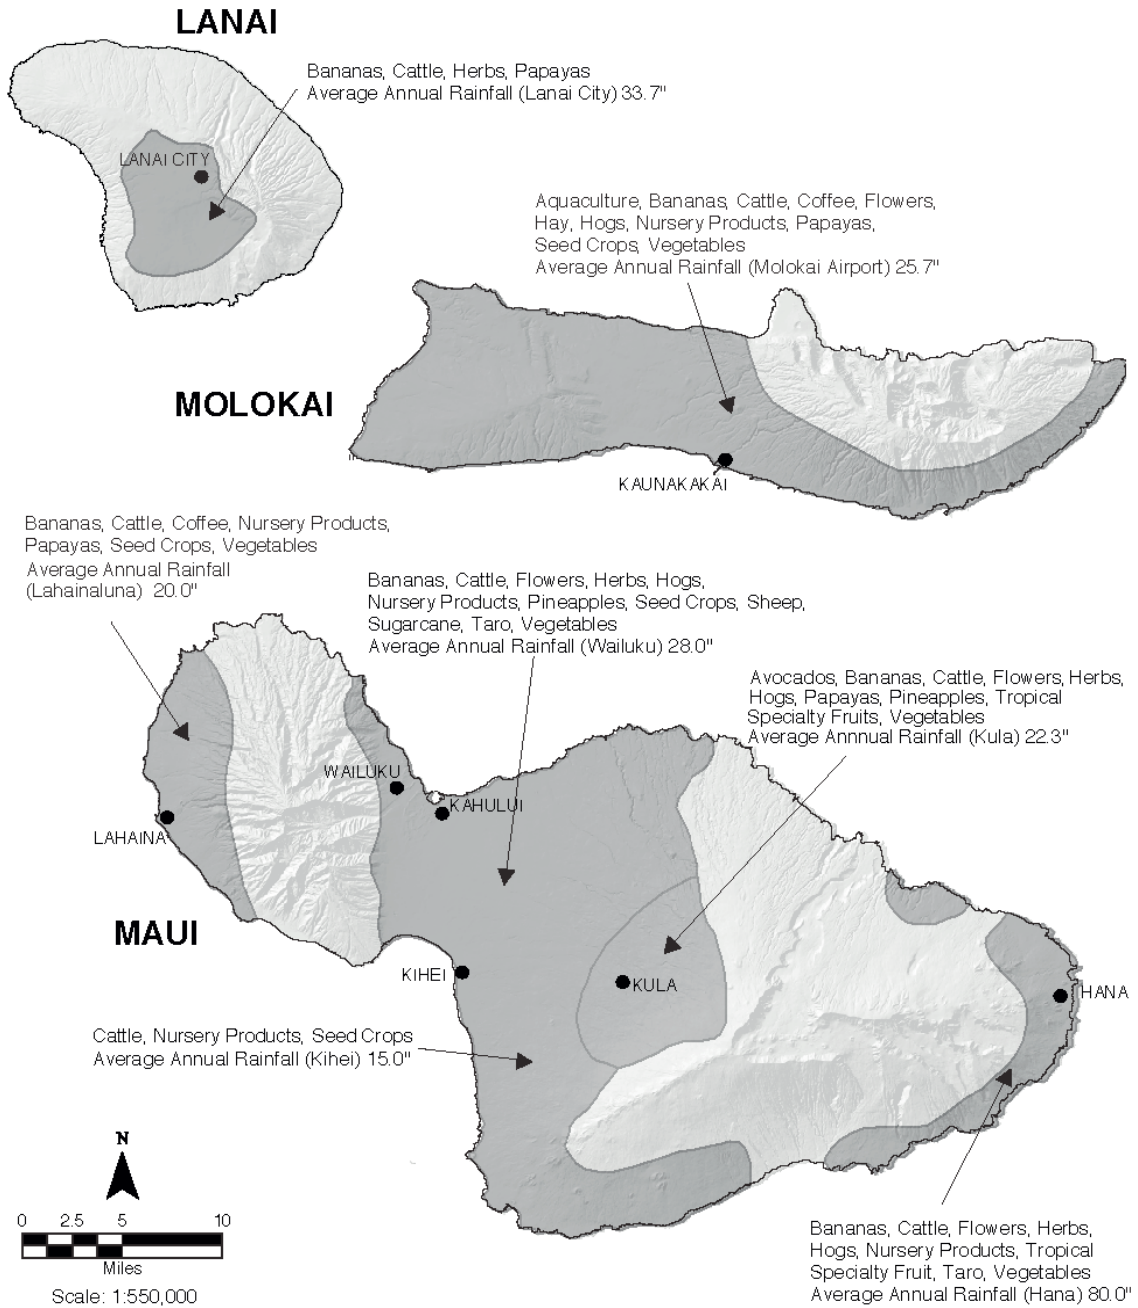 LANAI
Bananas, Cattle, Herbs, Papayas
Average Annual Rainfall (Lanai City) 33.7"
LANAI CITY
Aquaculture, Bananas, Cattle, Coffee, Flowers,
Hay, Hogs, Nursery Products, Papayas,
Seed Crops, Vegetables
Average Annual Rainfall (Molokai Airport) 25.7"
MOLOKAI
KAUNAKAKAI
Bananas, Cattle, Coffee, Nursery Products,
Papayas, Seed Crops, Vegetables
Average Annual Rainfall
(Lahainaluna) 20.0"
Bananas, Cattle, Flowers, Herbs, Hogs,
Nursery Products, Pineapples, Seed Crops, Sheep,
Sugarcane, Taro, Vegetables
Average Annual Rainfall (Wailuku) 28.0"
Avocados, Bananas, Cattle, Flowers, Herbs,
Hogs, Papayas, Pineapples, Tropical
Specialty Fruits, Vegetables
Average Annnual Rainfall (Kula) 22.3"
WAILUKU
KAHULUI
LAHAINA
MAUI
KIHEI
KULA
HANA
Cattle, Nursery Products, Seed Crops
Average Annual Rainfall (Kihei) 15.0"
N
0 2.5 5 10
Miles
Scale: 1:550,000
Bananas, Cattle, Flowers, Herbs,
Hogs, Nursery Products, Tropical
Specialty Fruit, Taro, Vegetables
Average Annual Rainfall (Hana) 80.0"